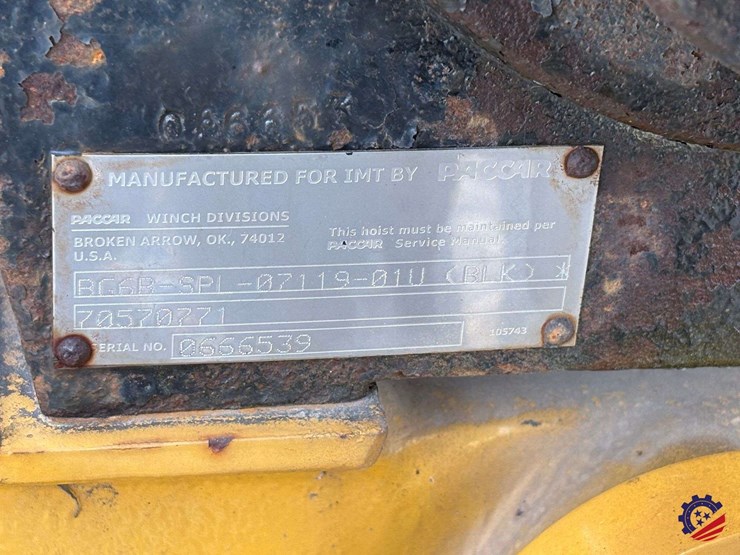 MANUFACTURED FOR IMT BY PACCAR
PACCAR WINCH DIVISIONS
BROKEN ARROW, OK., 74012
U.S.A.
This hoist must be maintained per
PACCAR Service Manual.
BG6B-SPL-07119-01U (BLK) *
70570771
SERIAL NO. 0666539
105743